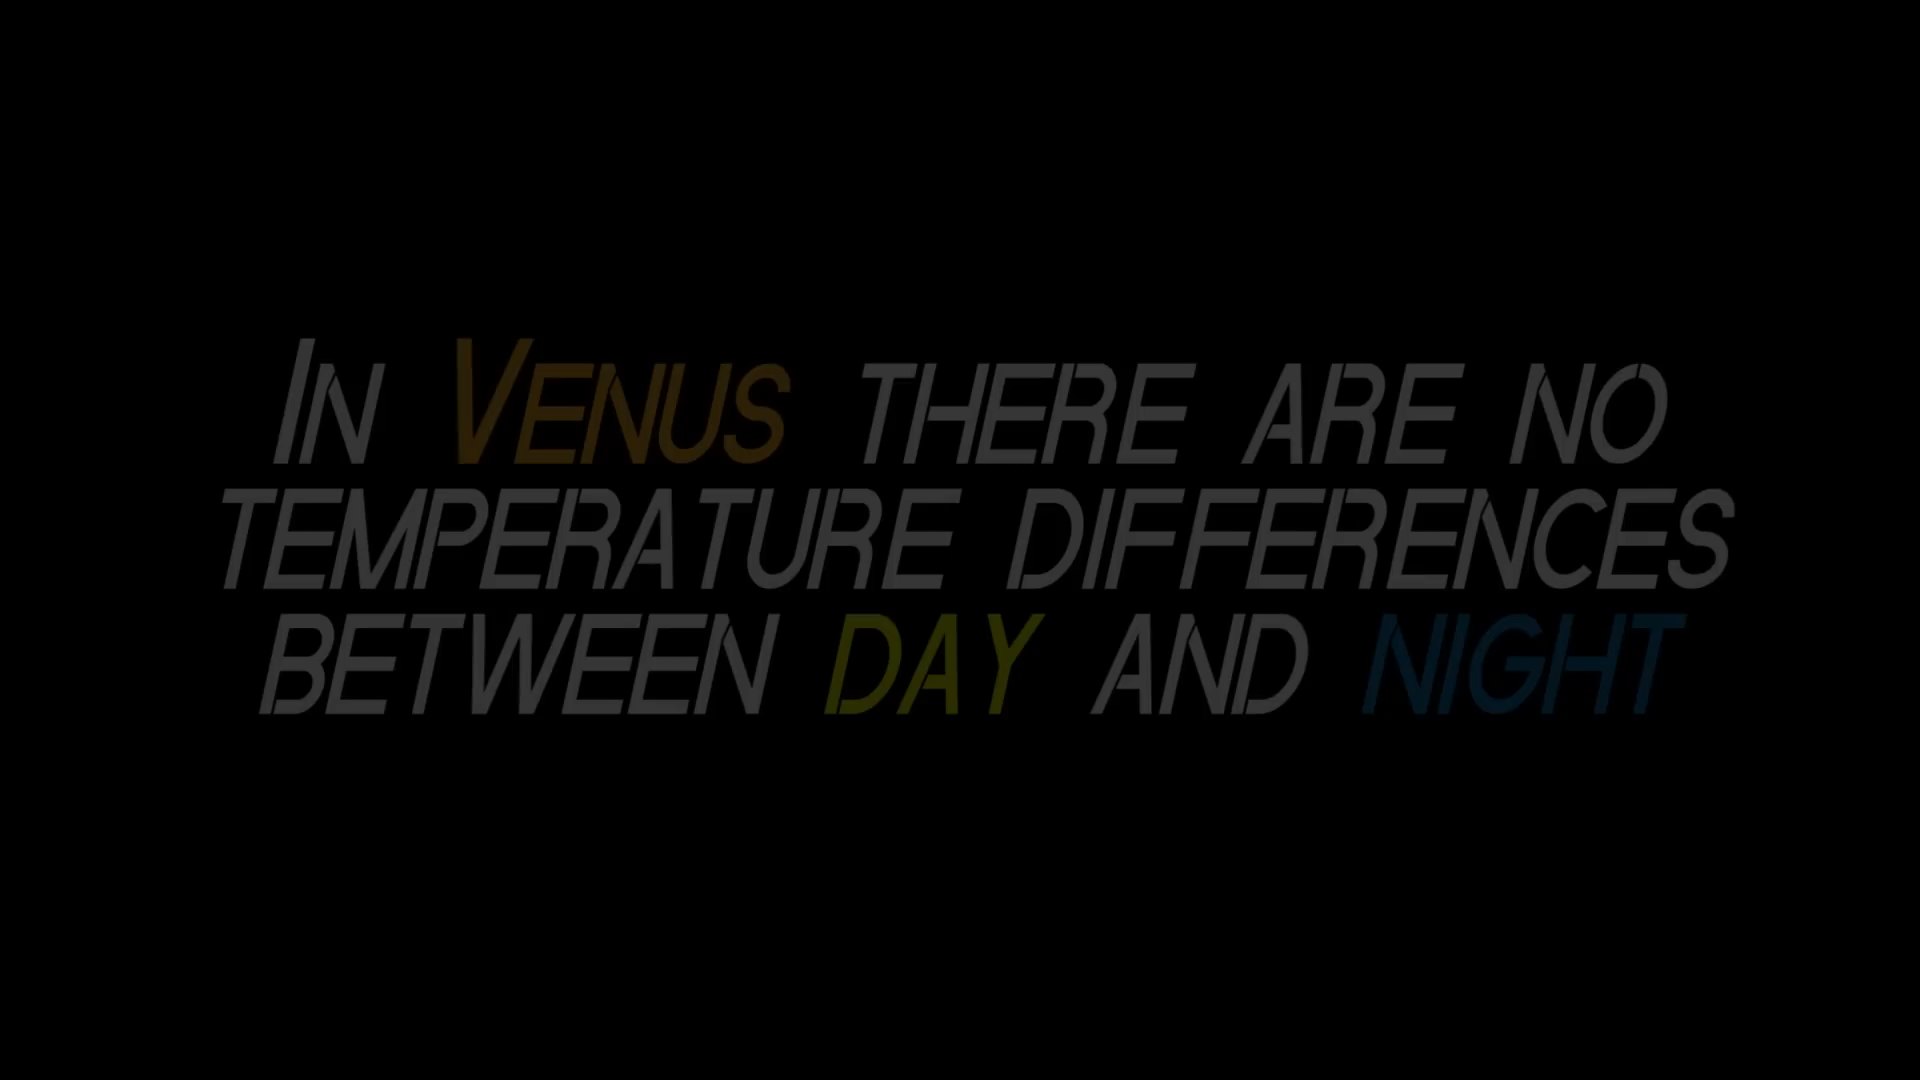 In Venus there are no
temperature differences
between day and night